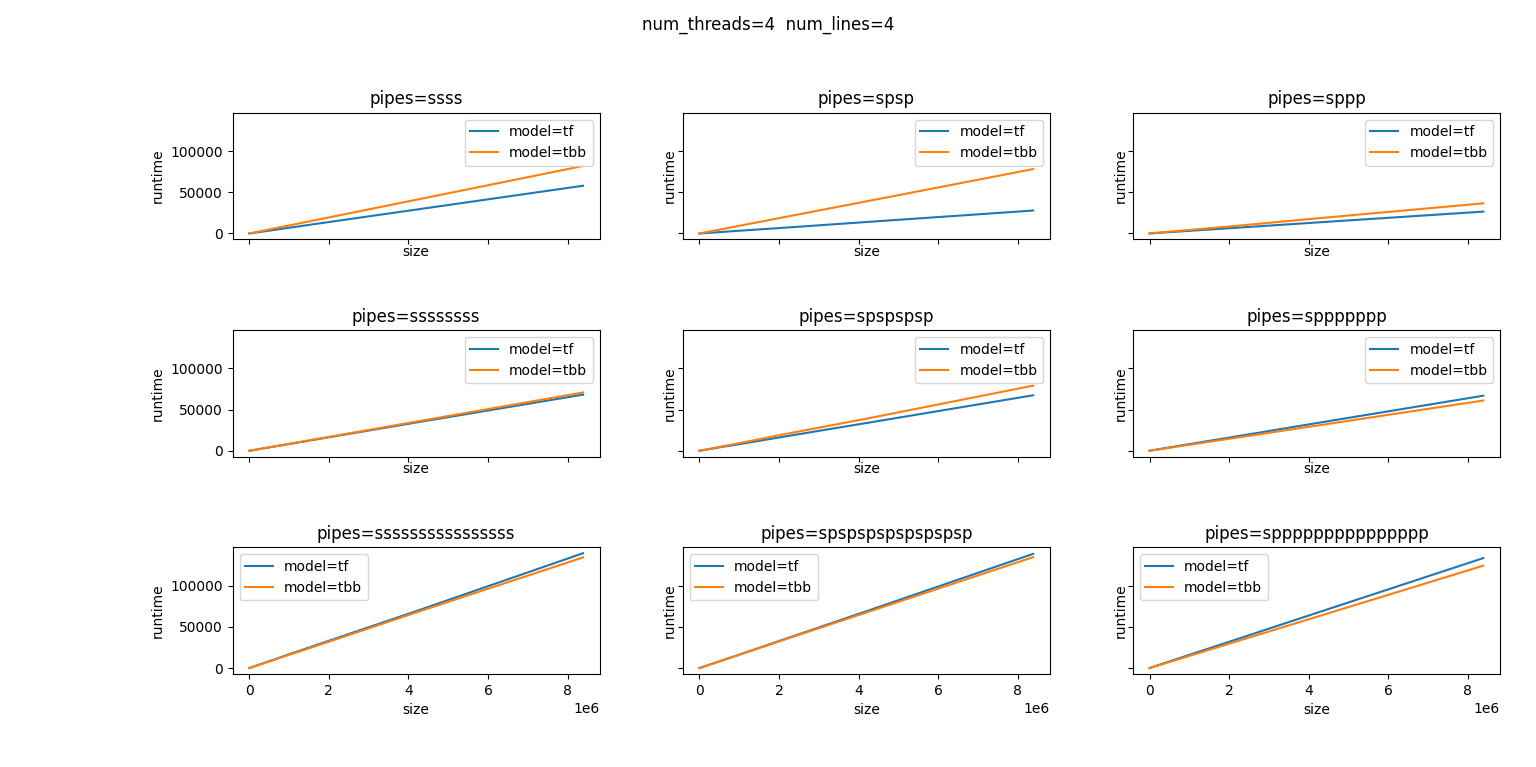 num_threads=4  num_lines=4
pipes=ssss
model=tf
model=tbb
runtime
100000
50000
0
size
pipes=spsp
model=tf
model=tbb
runtime
size
pipes=sppp
model=tf
model=tbb
runtime
size
pipes=ssssssss
model=tf
model=tbb
runtime
100000
50000
0
size
pipes=spspspsp
model=tf
model=tbb
runtime
size
pipes=sppppppp
model=tf
model=tbb
runtime
size
pipes=ssssssssssssssss
model=tf
model=tbb
runtime
100000
50000
0
0 2 4 6 8
size
1e6
pipes=spspspspspspspsp
model=tf
model=tbb
runtime
0 2 4 6 8
size
1e6
pipes=sppppppppppppppp
model=tf
model=tbb
runtime
0 2 4 6 8
size
1e6